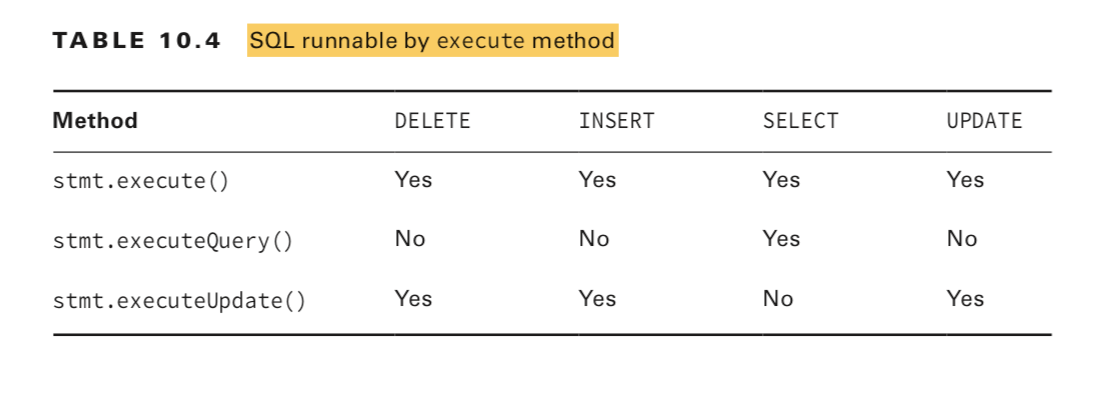 TABLE 10.4 SQL runnable by execute method
Method DELETE INSERT SELECT UPDATE
stmt.execute() Yes Yes Yes Yes
stmt.executeQuery() No No Yes No
stmt.executeUpdate() Yes Yes No Yes